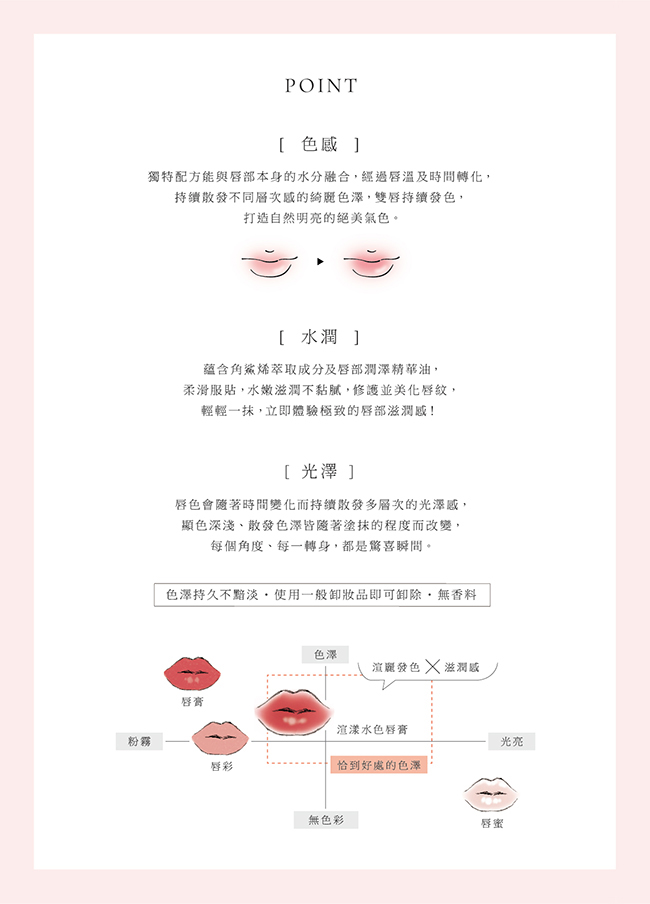 POINT
[ 色感 ]
獨特配方能與唇部本身的水分融合，經過唇溫及時間轉化，
持續散發不同層次感的綺麗色澤，雙唇持續發色，
打造自然明亮的絕美氣色。
[ 水潤 ]
蘊含角鯊烯萃取成分及唇部潤澤精華油，
柔滑服貼，水嫩滋潤不黏膩，修護並美化唇紋，
輕輕一抹，立即體驗極致的唇部滋潤感！
[ 光澤 ]
唇色會隨著時間變化而持續散發多層次的光澤感，
顯色深淺、散發色澤皆隨著塗抹的程度而改變，
每個角度、每一轉身，都是驚喜瞬間。
色澤持久不黯淡・使用一般卸妝品即可卸除・無香料
色澤
渲麗發色 × 滋潤感
唇膏
渲漾水色唇膏
粉霧
光亮
唇彩
恰到好處的色澤
無色彩
唇蜜